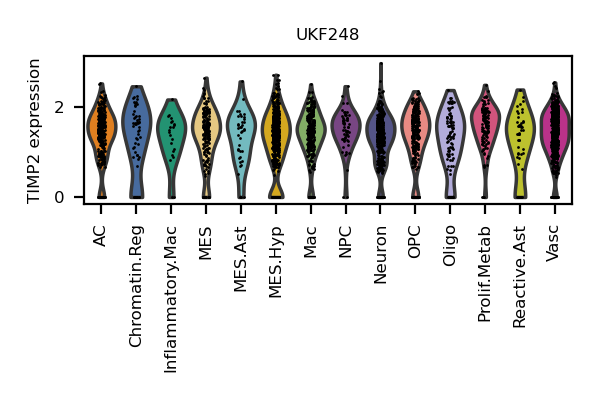 UKF248
TIMP2 expression
2
0
AC
Chromatin.Reg
Inflammatory.Mac
MES
MES.Ast
MES.Hyp
Mac
NPC
Neuron
OPC
Oligo
Prolif.Metab
Reactive.Ast
Vasc